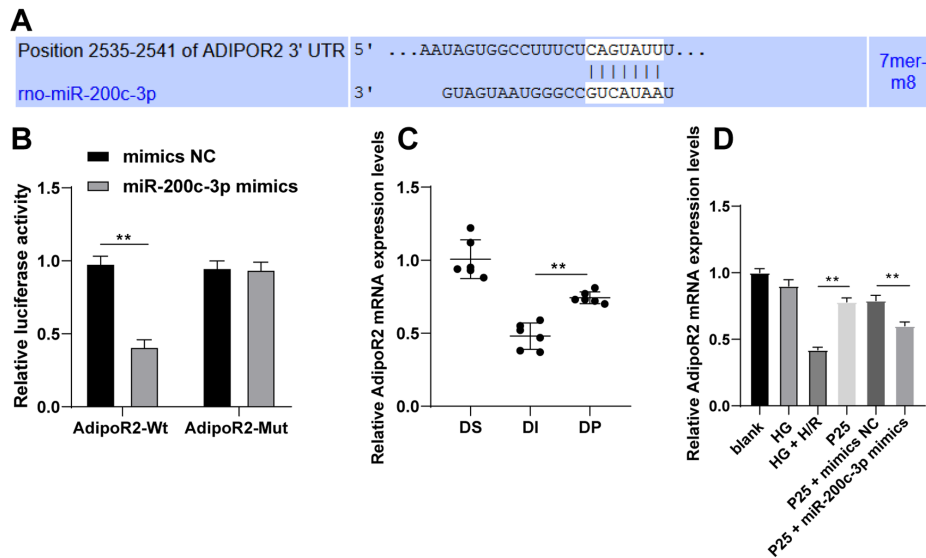 A
Position 2535-2541 of ADIPOR2 3' UTR 5' ...AAUAGUGGCCUUUCUCAGUAUUU...
|||||||
rno-miR-200c-3p 3' GUAGUAAUGGGCCGUCAUAAU
7mer-
m8
B
mimics NC
miR-200c-3p mimics
Relative luciferase activity
1.5
1.0
0.5
0.0
**
AdipoR2-Wt AdipoR2-Mut
C
Relative AdipoR2 mRNA expression levels
1.5
1.0
0.5
0.0
**
DS DI DP
D
Relative AdipoR2 mRNA expression levels
1.5
1.0
0.5
0.0
** **
blank
HG
HG + H/R
P25
P25 + mimics NC
P25 + miR-200c-3p mimics